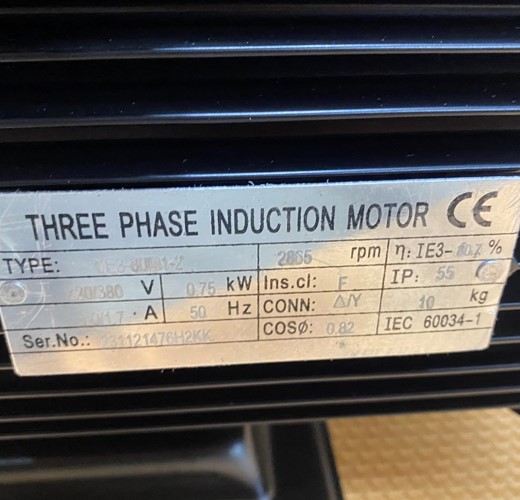 THREE PHASE INDUCTION MOTOR CE
TYPE: 2865 rpm η: IE3- %
/380 V 0.75 kW Ins.cl: F IP: 55
A 50 Hz CONN: Δ/Y 10 kg
Ser.No.: COSØ: 0.82 IEC 60034-1